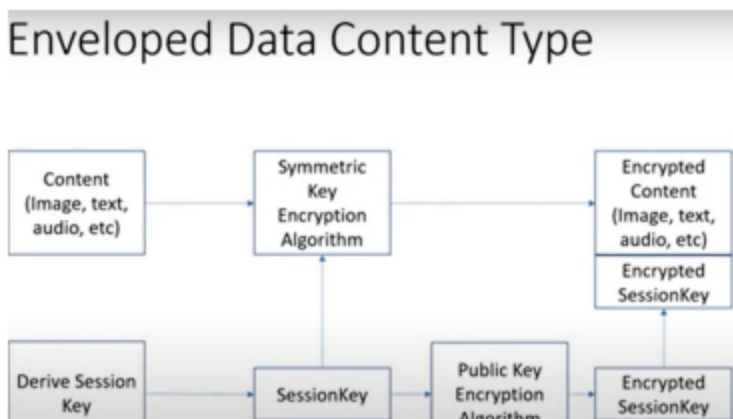 Enveloped Data Content Type
Content
(Image, text,
audio, etc)
Symmetric
Key
Encryption
Algorithm
Encrypted
Content
(Image, text,
audio, etc)
Encrypted
SessionKey
Derive Session
Key
SessionKey
Public Key
Encryption
Algorithm
Encrypted
SessionKey